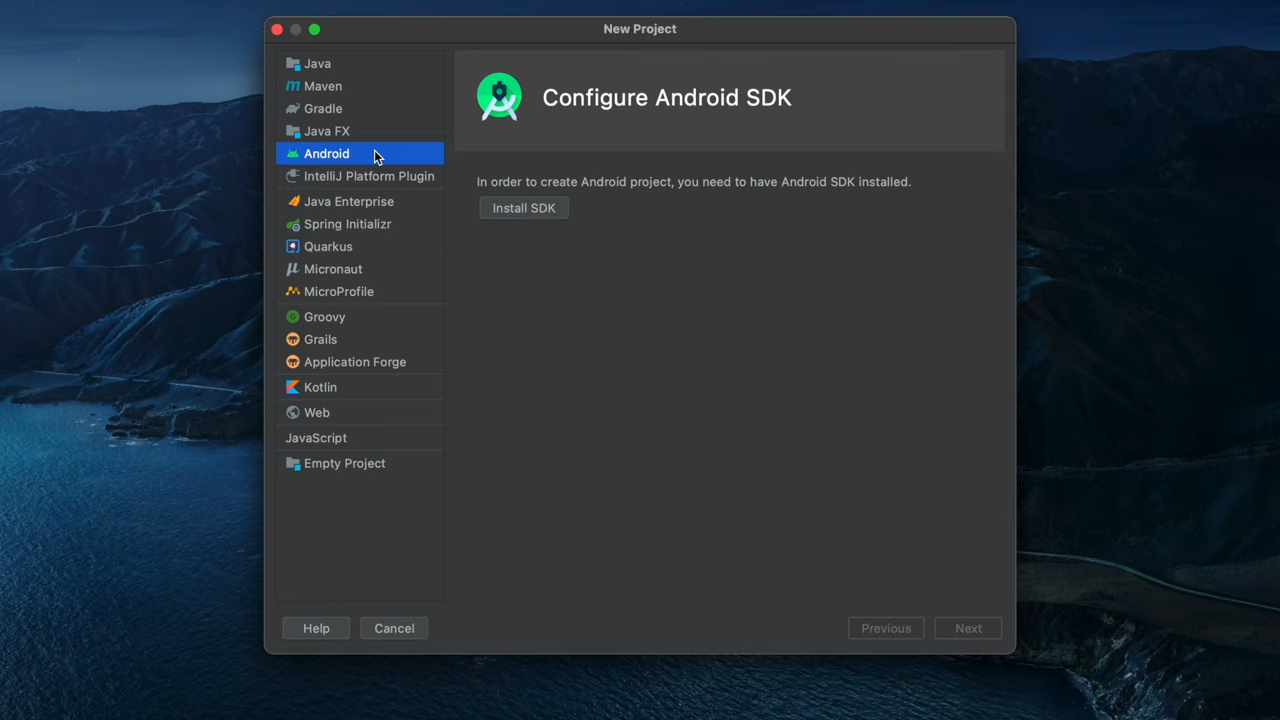 New Project
Java
Maven
Gradle
Java FX
Android
IntelliJ Platform Plugin
Java Enterprise
Spring Initializr
Quarkus
Micronaut
MicroProfile
Groovy
Grails
Application Forge
Kotlin
Web
JavaScript
Empty Project
Configure Android SDK
In order to create Android project, you need to have Android SDK installed.
Install SDK
Help
Cancel
Previous
Next